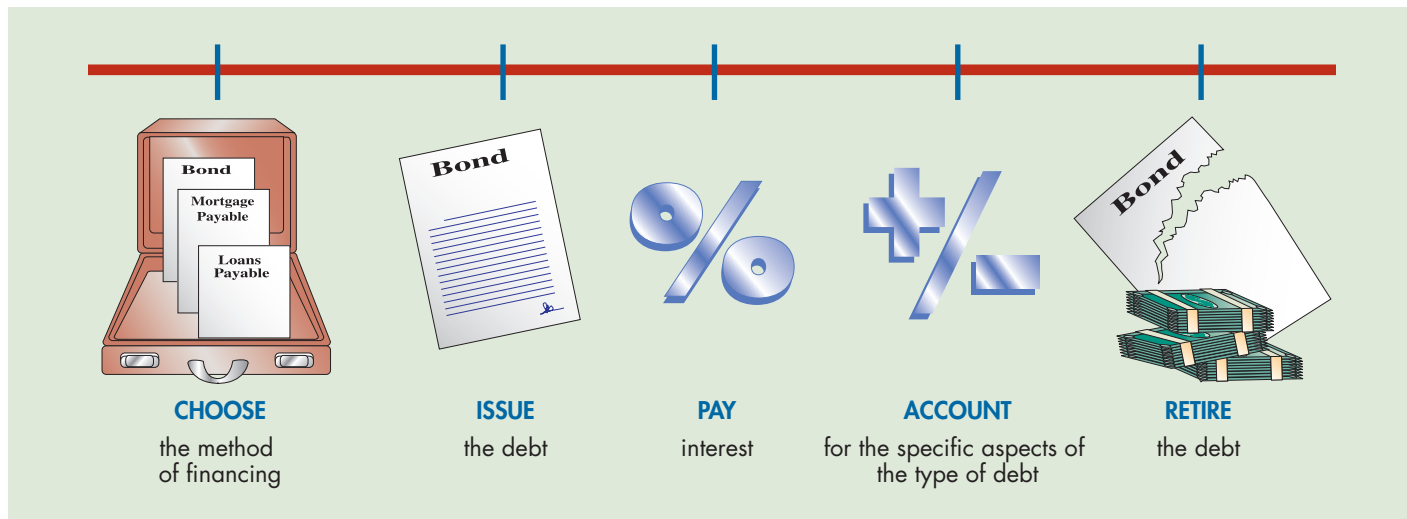 Bond
Mortgage
Payable
Loans
Payable
Bond
Bond
CHOOSE
the method
of financing
ISSUE
the debt
PAY
interest
ACCOUNT
for the specific aspects of
the type of debt
RETIRE
the debt